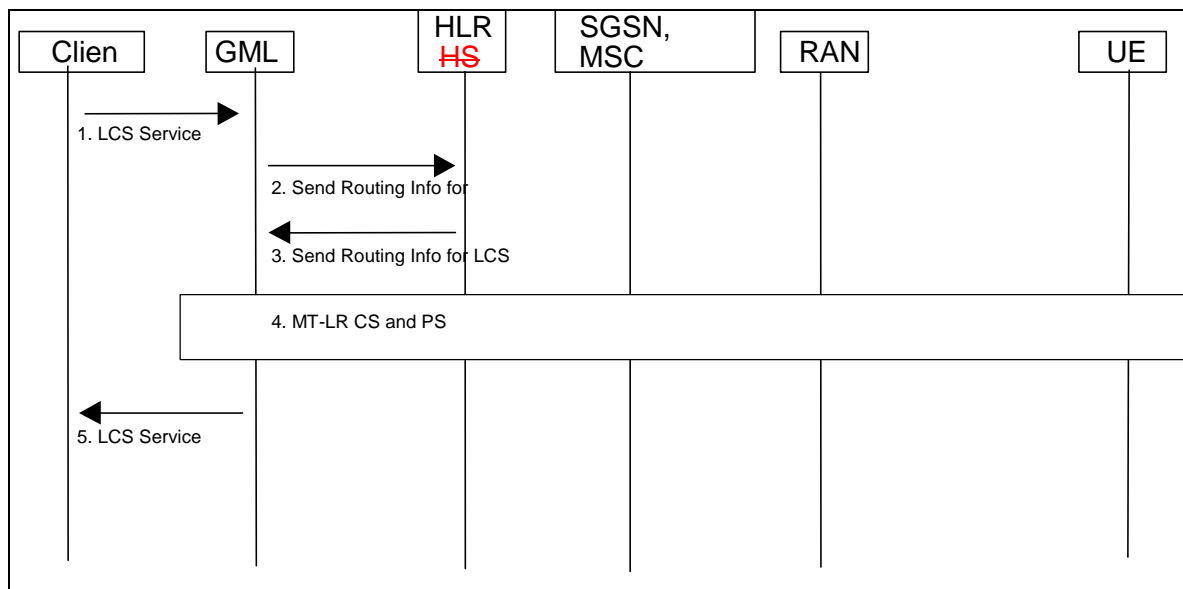 Clien
GML
HLR
HS
SGSN,
MSC
RAN
UE
1. LCS Service
2. Send Routing Info for
3. Send Routing Info for LCS
4. MT-LR CS and PS
5. LCS Service